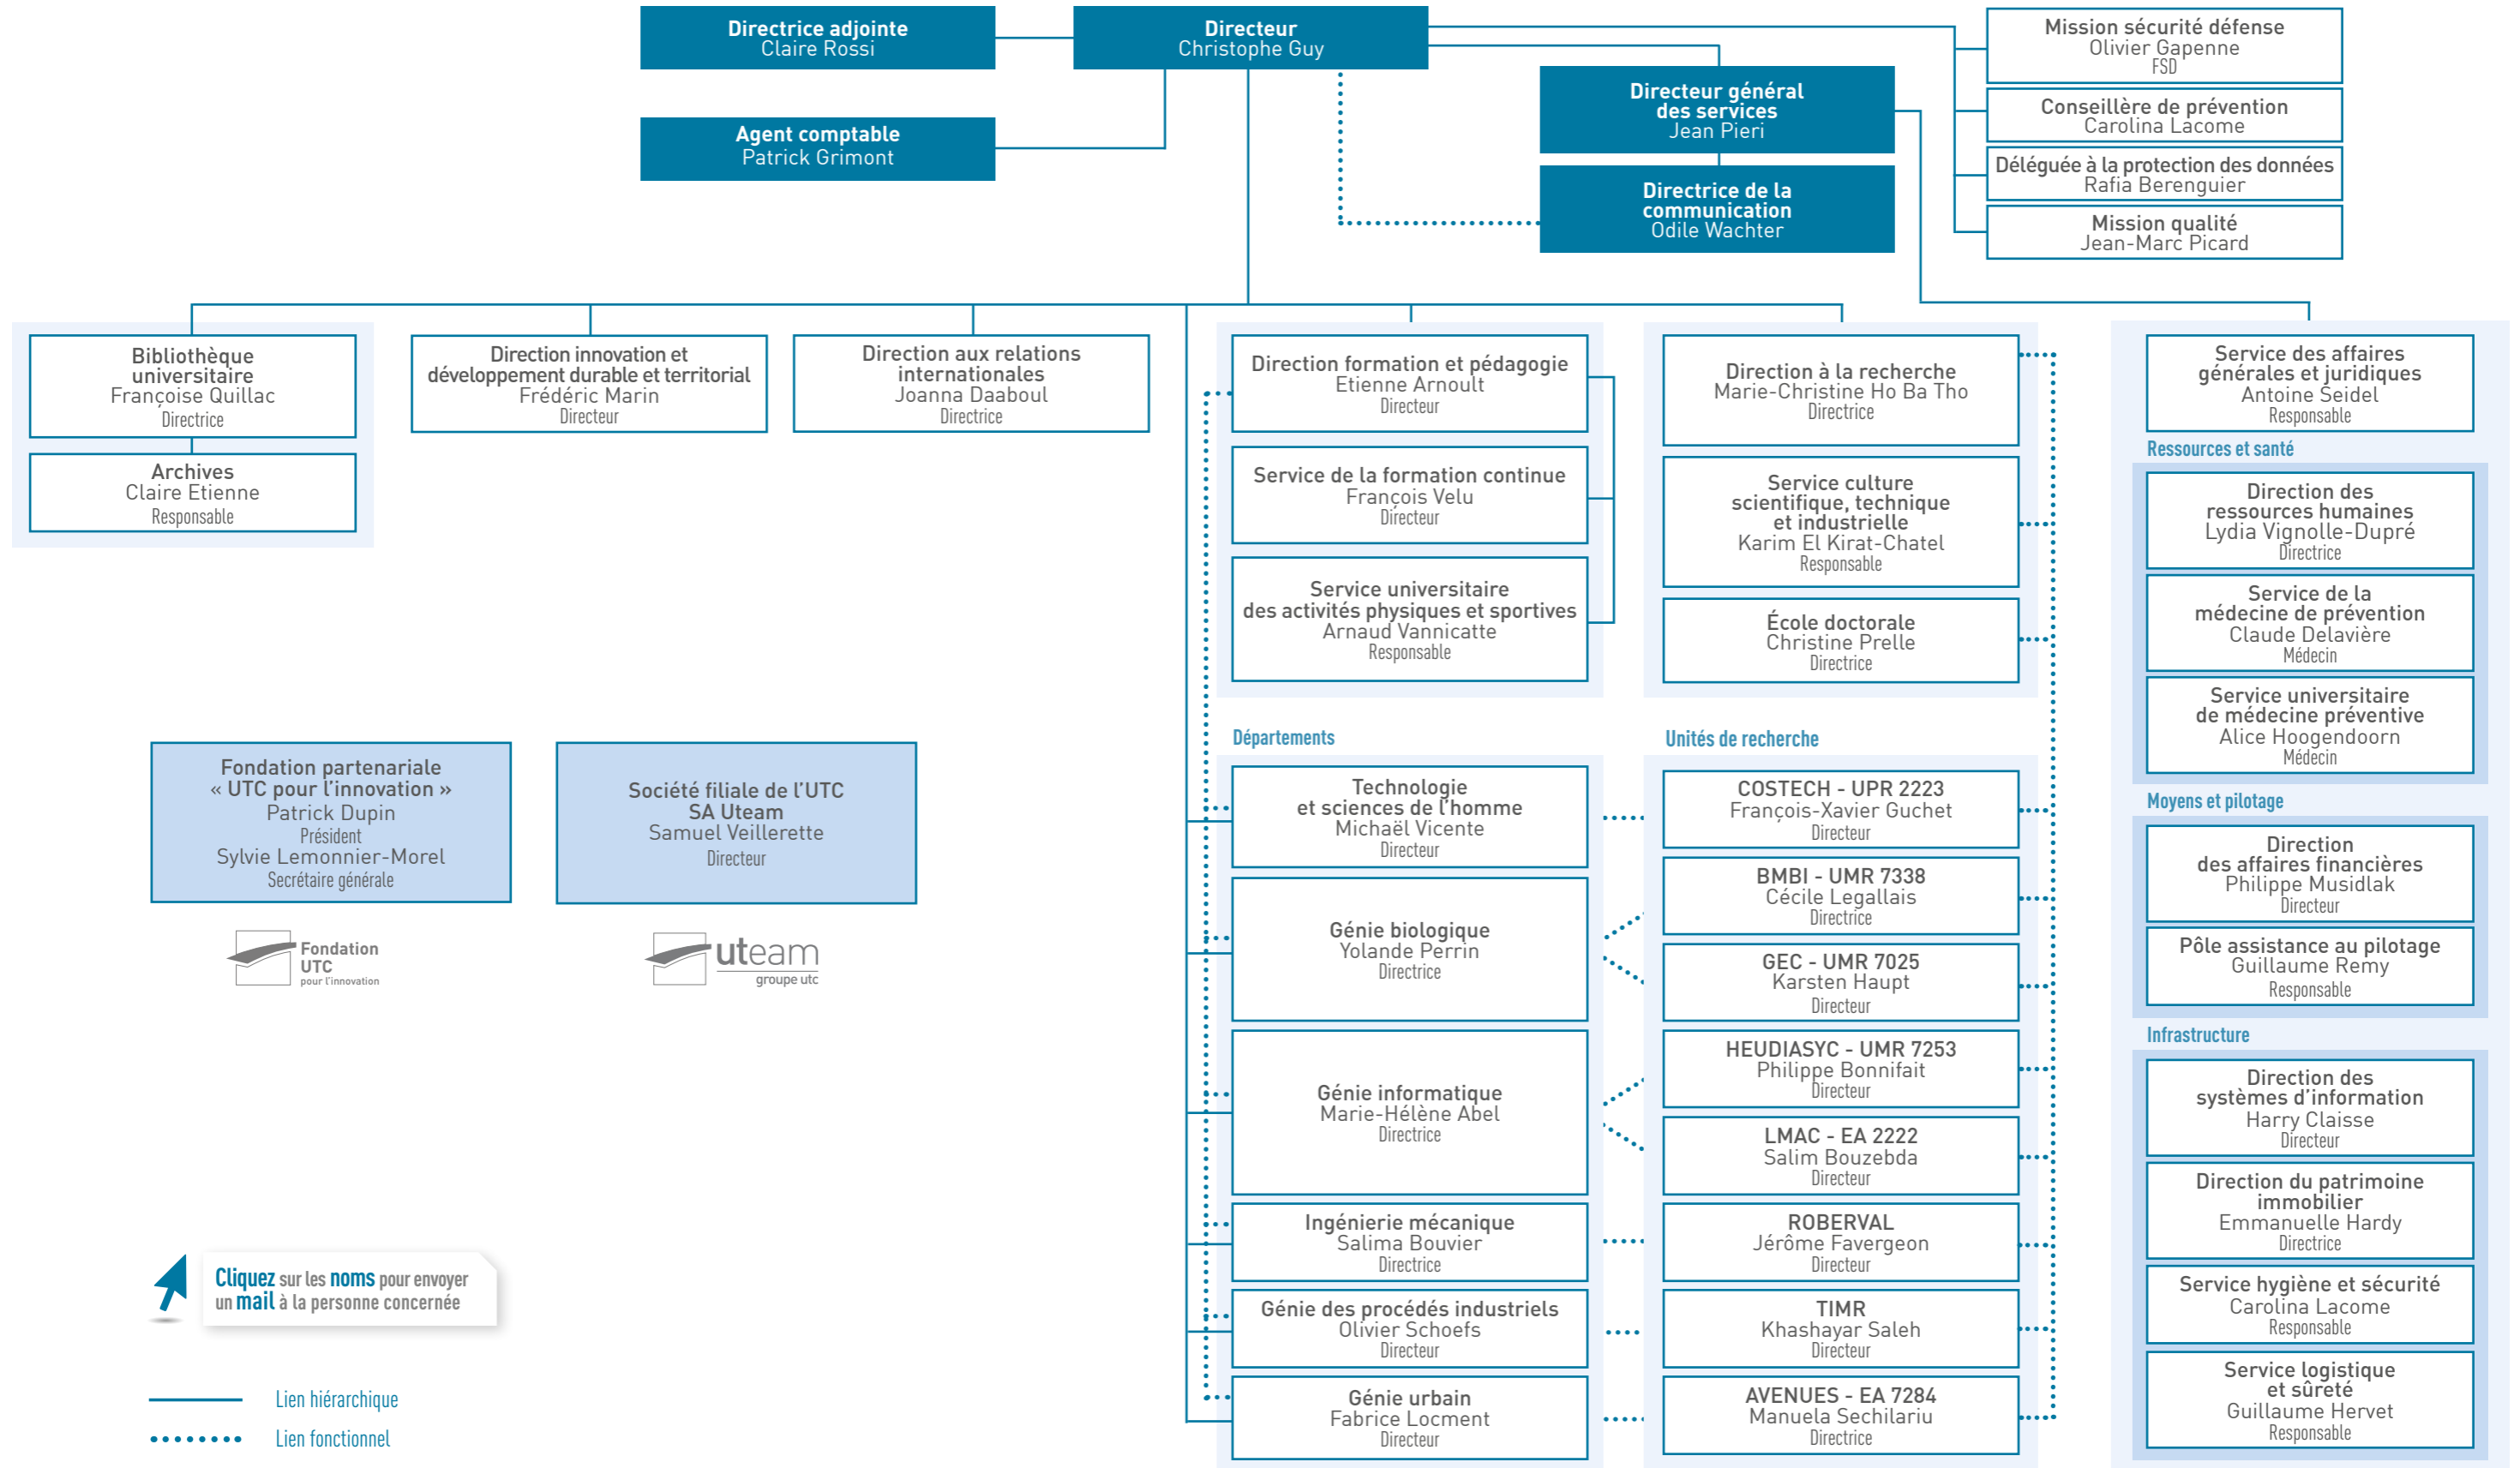 Directrice adjointe
Claire Rossi
Directeur
Christophe Guy
Agent comptable
Patrick Grimont
Directeur général
des services
Jean Pieri
Directrice de la
communication
Odile Wachter
Mission sécurité défense
Olivier Gapenne
FSD
Conseillère de prévention
Carolina Lacome
Déléguée à la protection des données
Rafia Berenguier
Mission qualité
Jean-Marc Picard
Bibliothèque
universitaire
Françoise Quillac
Directrice
Archives
Claire Etienne
Responsable
Direction innovation et
développement durable et territorial
Frédéric Marin
Directeur
Direction aux relations
internationales
Joanna Daaboul
Directrice
Direction formation et pédagogie
Etienne Arnoult
Directeur
Service de la formation continue
François Velu
Directeur
Service universitaire
des activités physiques et sportives
Arnaud Vannicatte
Responsable
Direction à la recherche
Marie-Christine Ho Ba Tho
Directrice
Service culture
scientifique, technique
et industrielle
Karim El Kirat-Chatel
Responsable
École doctorale
Christine Prelle
Directrice
Service des affaires
générales et juridiques
Antoine Seidel
Responsable
Ressources et santé
Direction des
ressources humaines
Lydia Vignolle-Dupré
Directrice
Service de la
médecine de prévention
Claude Delavière
Médecin
Service universitaire
de médecine préventive
Alice Hoogendoorn
Médecin
Moyens et pilotage
Direction
des affaires financières
Philippe Musidlak
Directeur
Pôle assistance au pilotage
Guillaume Remy
Responsable
Infrastructure
Direction des
systèmes d'information
Harry Claisse
Directeur
Direction du patrimoine
immobilier
Emmanuelle Hardy
Directrice
Service hygiène et sécurité
Carolina Lacome
Responsable
Service logistique
et sûreté
Guillaume Hervet
Responsable
Départements
Technologie
et sciences de l'homme
Michaël Vicente
Directeur
Génie biologique
Yolande Perrin
Directrice
Génie informatique
Marie-Hélène Abel
Directrice
Ingénierie mécanique
Salima Bouvier
Directrice
Génie des procédés industriels
Olivier Schoefs
Directeur
Génie urbain
Fabrice Locment
Directeur
Unités de recherche
COSTECH - UPR 2223
François-Xavier Guchet
Directeur
BMBI - UMR 7338
Cécile Legallais
Directrice
GEC - UMR 7025
Karsten Haupt
Directeur
HEUDIASYC - UMR 7253
Philippe Bonnifait
Directeur
LMAC - EA 2222
Salim Bouzebda
Directeur
ROBERVAL
Jérôme Favergeon
Directeur
TIMR
Khashayar Saleh
Directeur
AVENUES - EA 7284
Manuela Sechilariu
Directrice
Fondation partenariale
« UTC pour l'innovation »
Patrick Dupin
Président
Sylvie Lemonnier-Morel
Secrétaire générale
Société filiale de l'UTC
SA Uteam
Samuel Veillerette
Directeur
Fondation
UTC
pour l'innovation
uteam
groupe utc
Cliquez sur les noms pour envoyer
un mail à la personne concernée
Lien hiérarchique
Lien fonctionnel